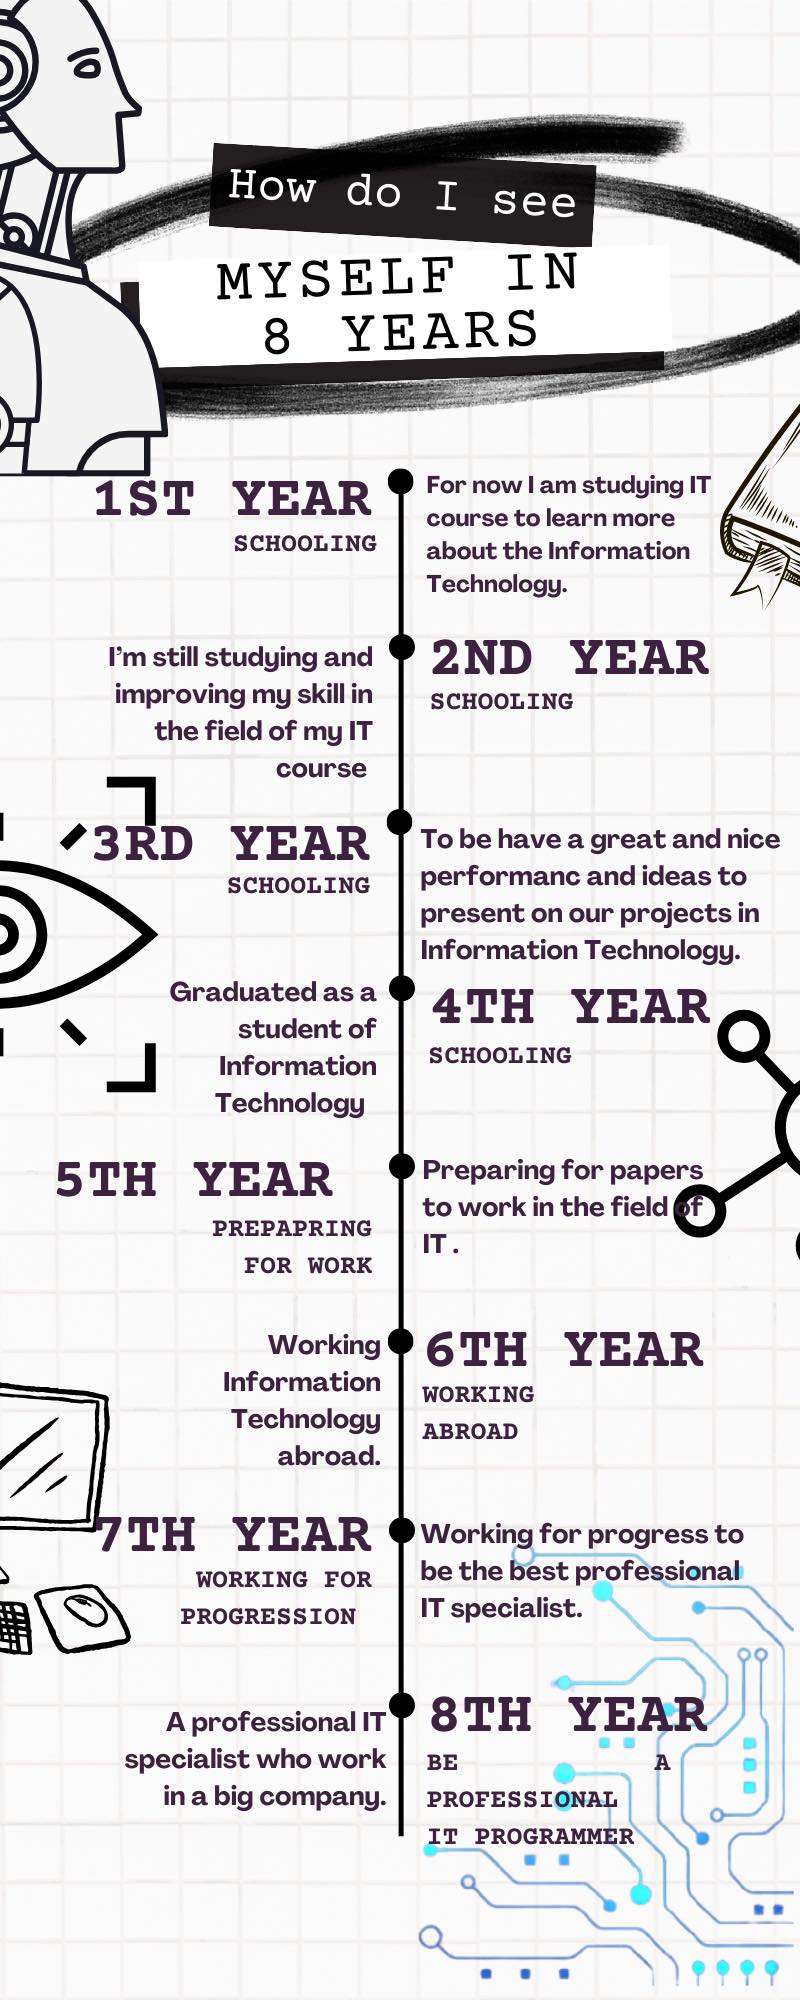 How do I see
MYSELF IN
8 YEARS
1ST YEAR
SCHOOLING
For now I am studying IT
course to learn more
about the Information
Technology.
2ND YEAR
SCHOOLING
I'm still studying and
improving my skill in
the field of my IT
course
3RD YEAR
SCHOOLING
To be have a great and nice
performanc and ideas to
present on our projects in
Information Technology.
4TH YEAR
SCHOOLING
Graduated as a
student of
Information
Technology
5TH YEAR
PREPAPRING
FOR WORK
Preparing for papers
to work in the field of
IT .
6TH YEAR
WORKING
ABROAD
Working
Information
Technology
abroad.
7TH YEAR
WORKING FOR
PROGRESSION
Working for progress to
be the best professional
IT specialist.
8TH YEAR
BE A
PROFESSIONAL
IT PROGRAMMER
A professional IT
specialist who work
in a big company.